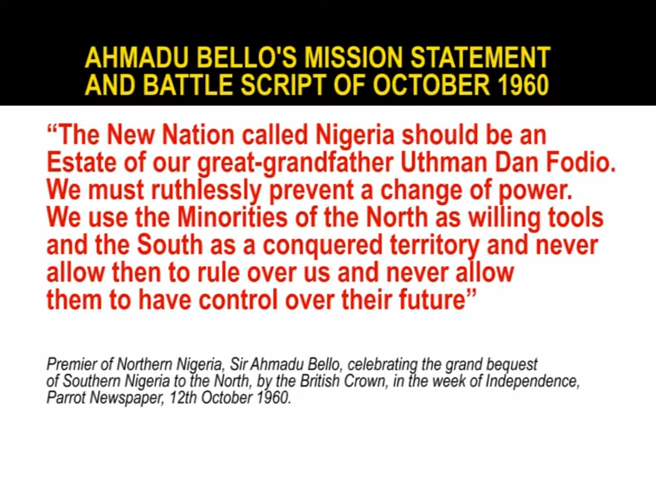 AHMADU BELLO'S MISSION STATEMENT
AND BATTLE SCRIPT OF OCTOBER 1960
“The New Nation called Nigeria should be an
Estate of our great-grandfather Uthman Dan Fodio.
We must ruthlessly prevent a change of power.
We use the Minorities of the North as willing tools
and the South as a conquered territory and never
allow then to rule over us and never allow
them to have control over their future”
Premier of Northern Nigeria, Sir Ahmadu Bello, celebrating the grand bequest
of Southern Nigeria to the North, by the British Crown, in the week of Independence,
Parrot Newspaper, 12th October 1960.